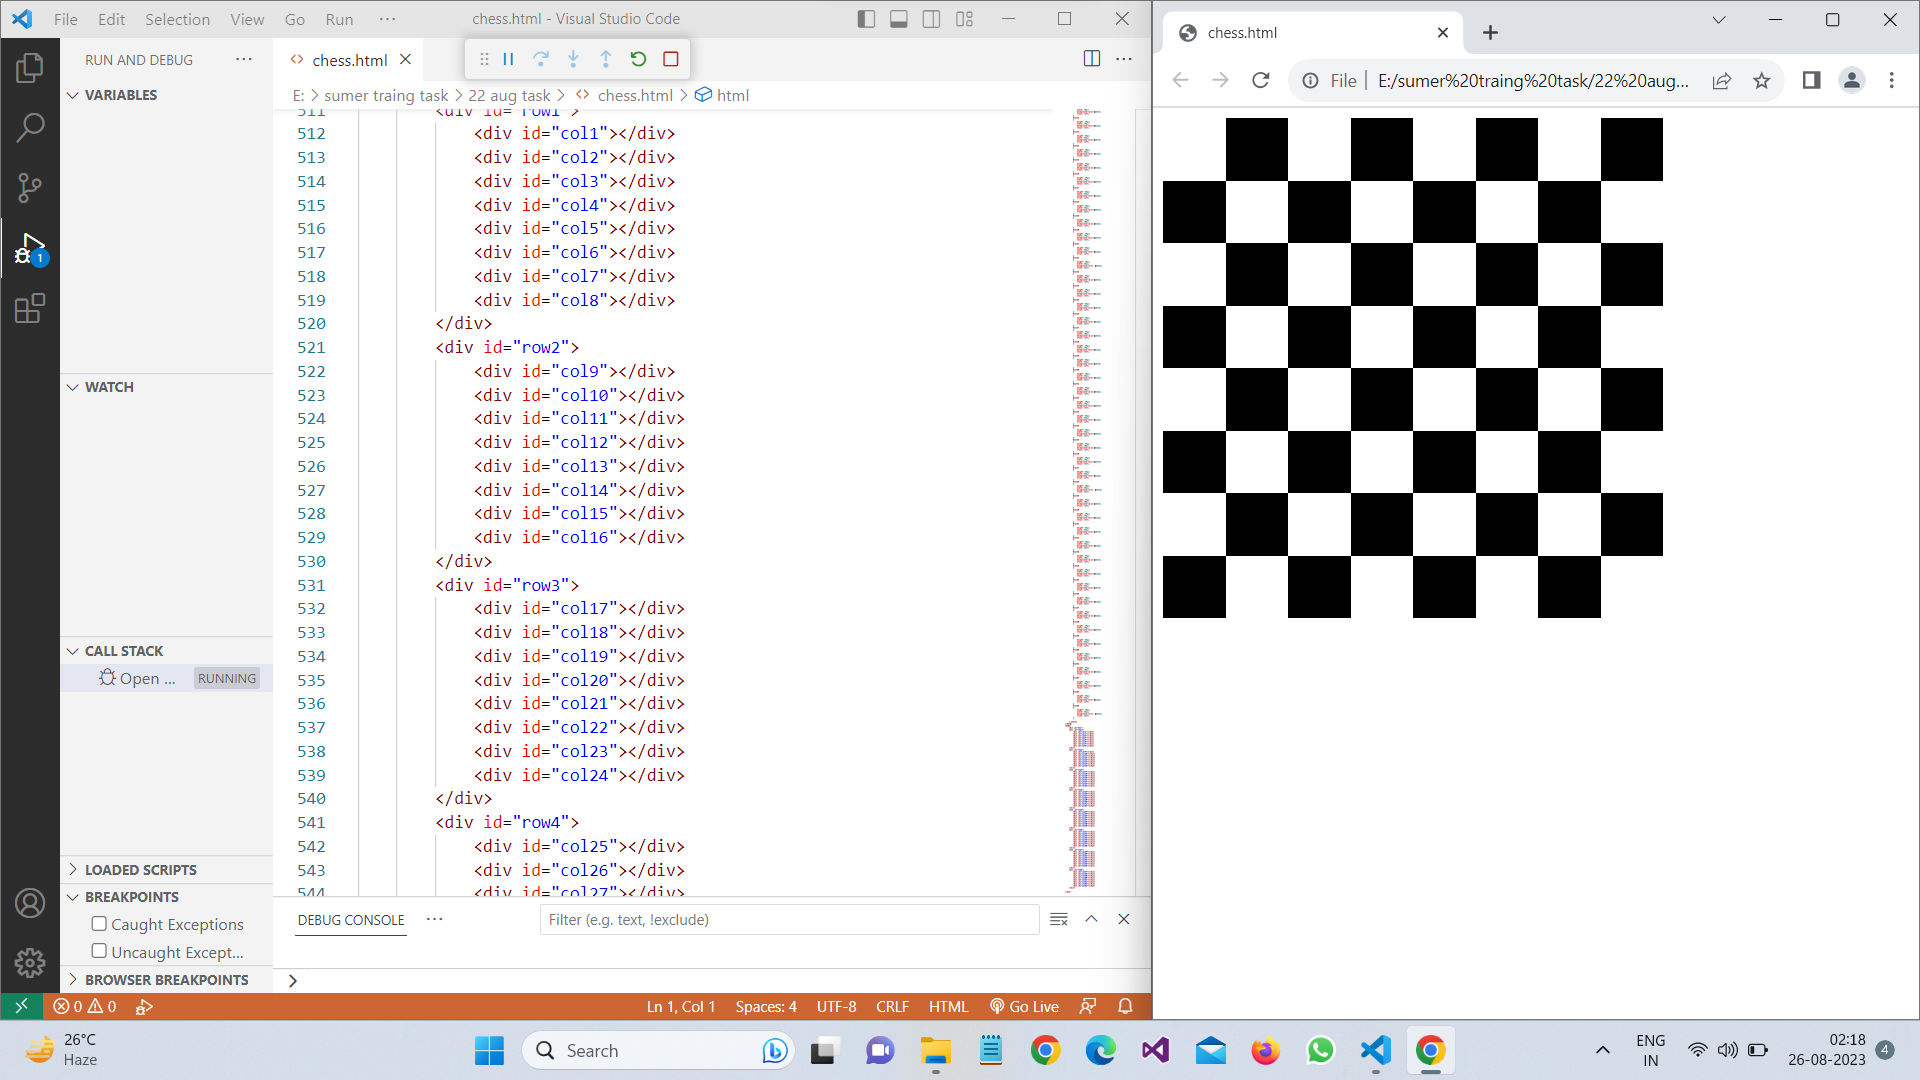 File Edit Selection View Go Run ··· chess.html - Visual Studio Code
RUN AND DEBUG ···
VARIABLES
WATCH
CALL STACK
Open ... RUNNING
LOADED SCRIPTS
BREAKPOINTS
Caught Exceptions
Uncaught Except...
BROWSER BREAKPOINTS
1
<> chess.html
E: > sumer traing task > 22 aug task > <> chess.html > html
511 <div id="row1">
512 <div id="col1"></div>
513 <div id="col2"></div>
514 <div id="col3"></div>
515 <div id="col4"></div>
516 <div id="col5"></div>
517 <div id="col6"></div>
518 <div id="col7"></div>
519 <div id="col8"></div>
520 </div>
521 <div id="row2">
522 <div id="col9"></div>
523 <div id="col10"></div>
524 <div id="col11"></div>
525 <div id="col12"></div>
526 <div id="col13"></div>
527 <div id="col14"></div>
528 <div id="col15"></div>
529 <div id="col16"></div>
530 </div>
531 <div id="row3">
532 <div id="col17"></div>
533 <div id="col18"></div>
534 <div id="col19"></div>
535 <div id="col20"></div>
536 <div id="col21"></div>
537 <div id="col22"></div>
538 <div id="col23"></div>
539 <div id="col24"></div>
540 </div>
541 <div id="row4">
542 <div id="col25"></div>
543 <div id="col26"></div>
544 <div id="col27"></div>
DEBUG CONSOLE ··· Filter (e.g. text, !exclude)
>
0 0 Ln 1, Col 1 Spaces: 4 UTF-8 CRLF HTML Go Live
chess.html
File | E:/sumer%20traing%20task/22%20aug...
26°C
Haze
Search
ENG
IN
02:18
26-08-2023
4